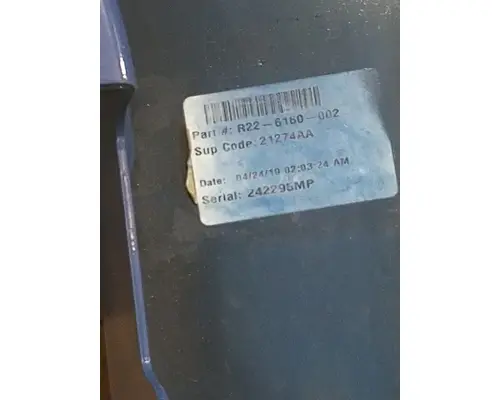 Part #: R22-6160-002
Sup Code: 21274AA
Date: 04/24/19 02:03:24 AM
Serial: 242295MP